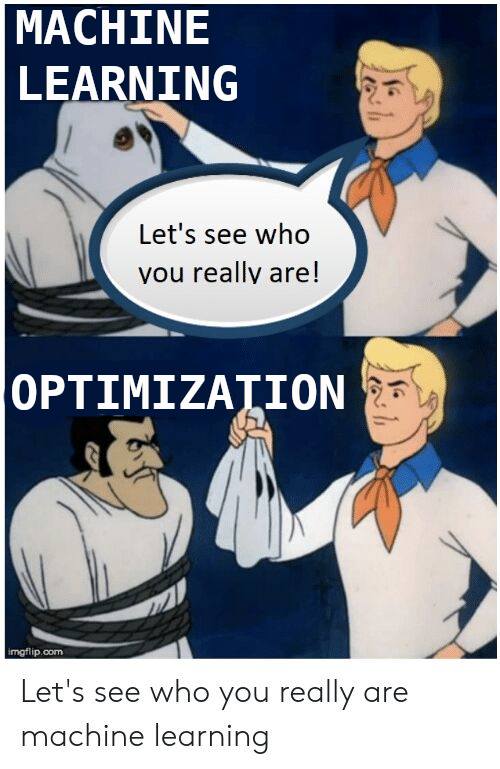 MACHINE
LEARNING
Let's see who
you really are!
OPTIMIZATION
imgflip.com
Let's see who you really are
machine learning